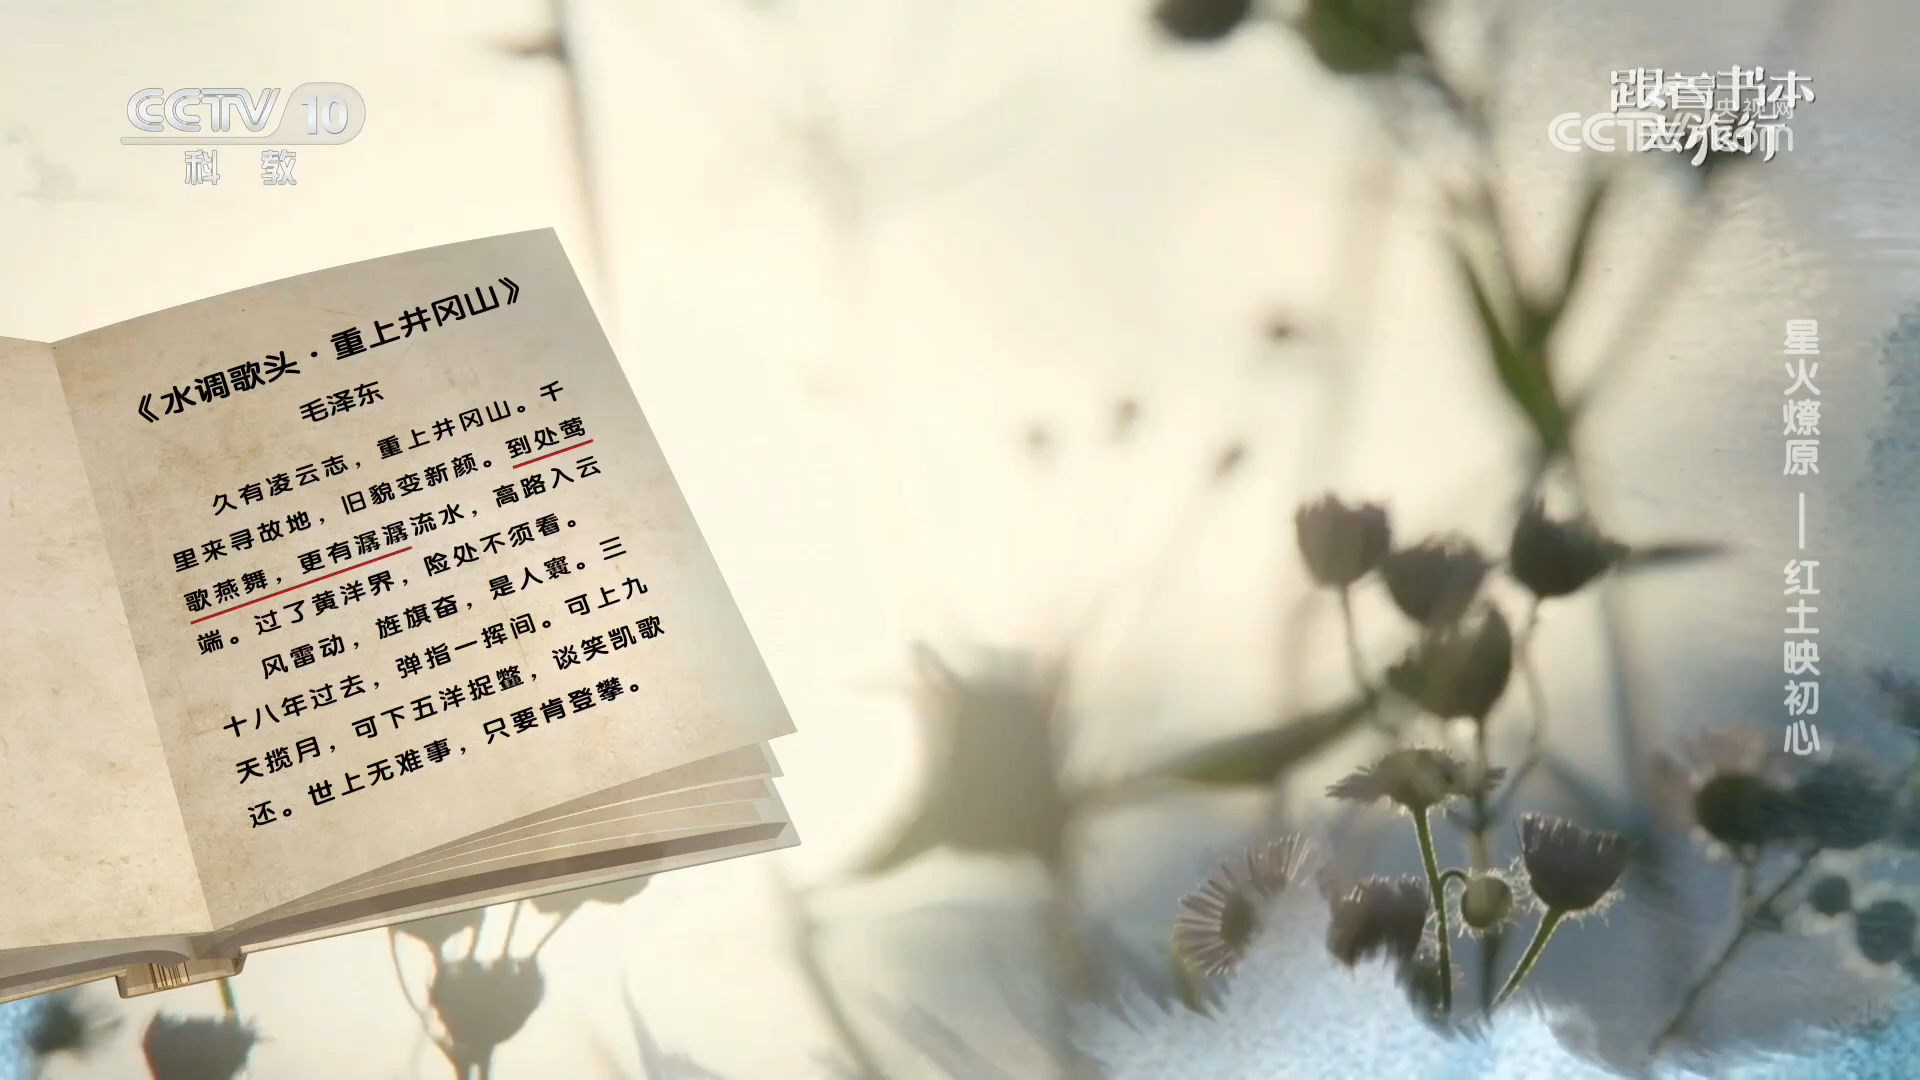 CCTV 10
科教
跟着书本
去旅行
央视网
CCTV.com
《水调歌头·重上井冈山》
毛泽东
久有凌云志，重上井冈山。千
里来寻故地，旧貌变新颜。到处莺
歌燕舞，更有潺潺流水，高路入云
端。过了黄洋界，险处不须看。
风雷动，旌旗奋，是人寰。三
十八年过去，弹指一挥间。可上九
天揽月，可下五洋捉鳖，谈笑凯歌
还。世上无难事，只要肯登攀。
星火燎原——红土映初心